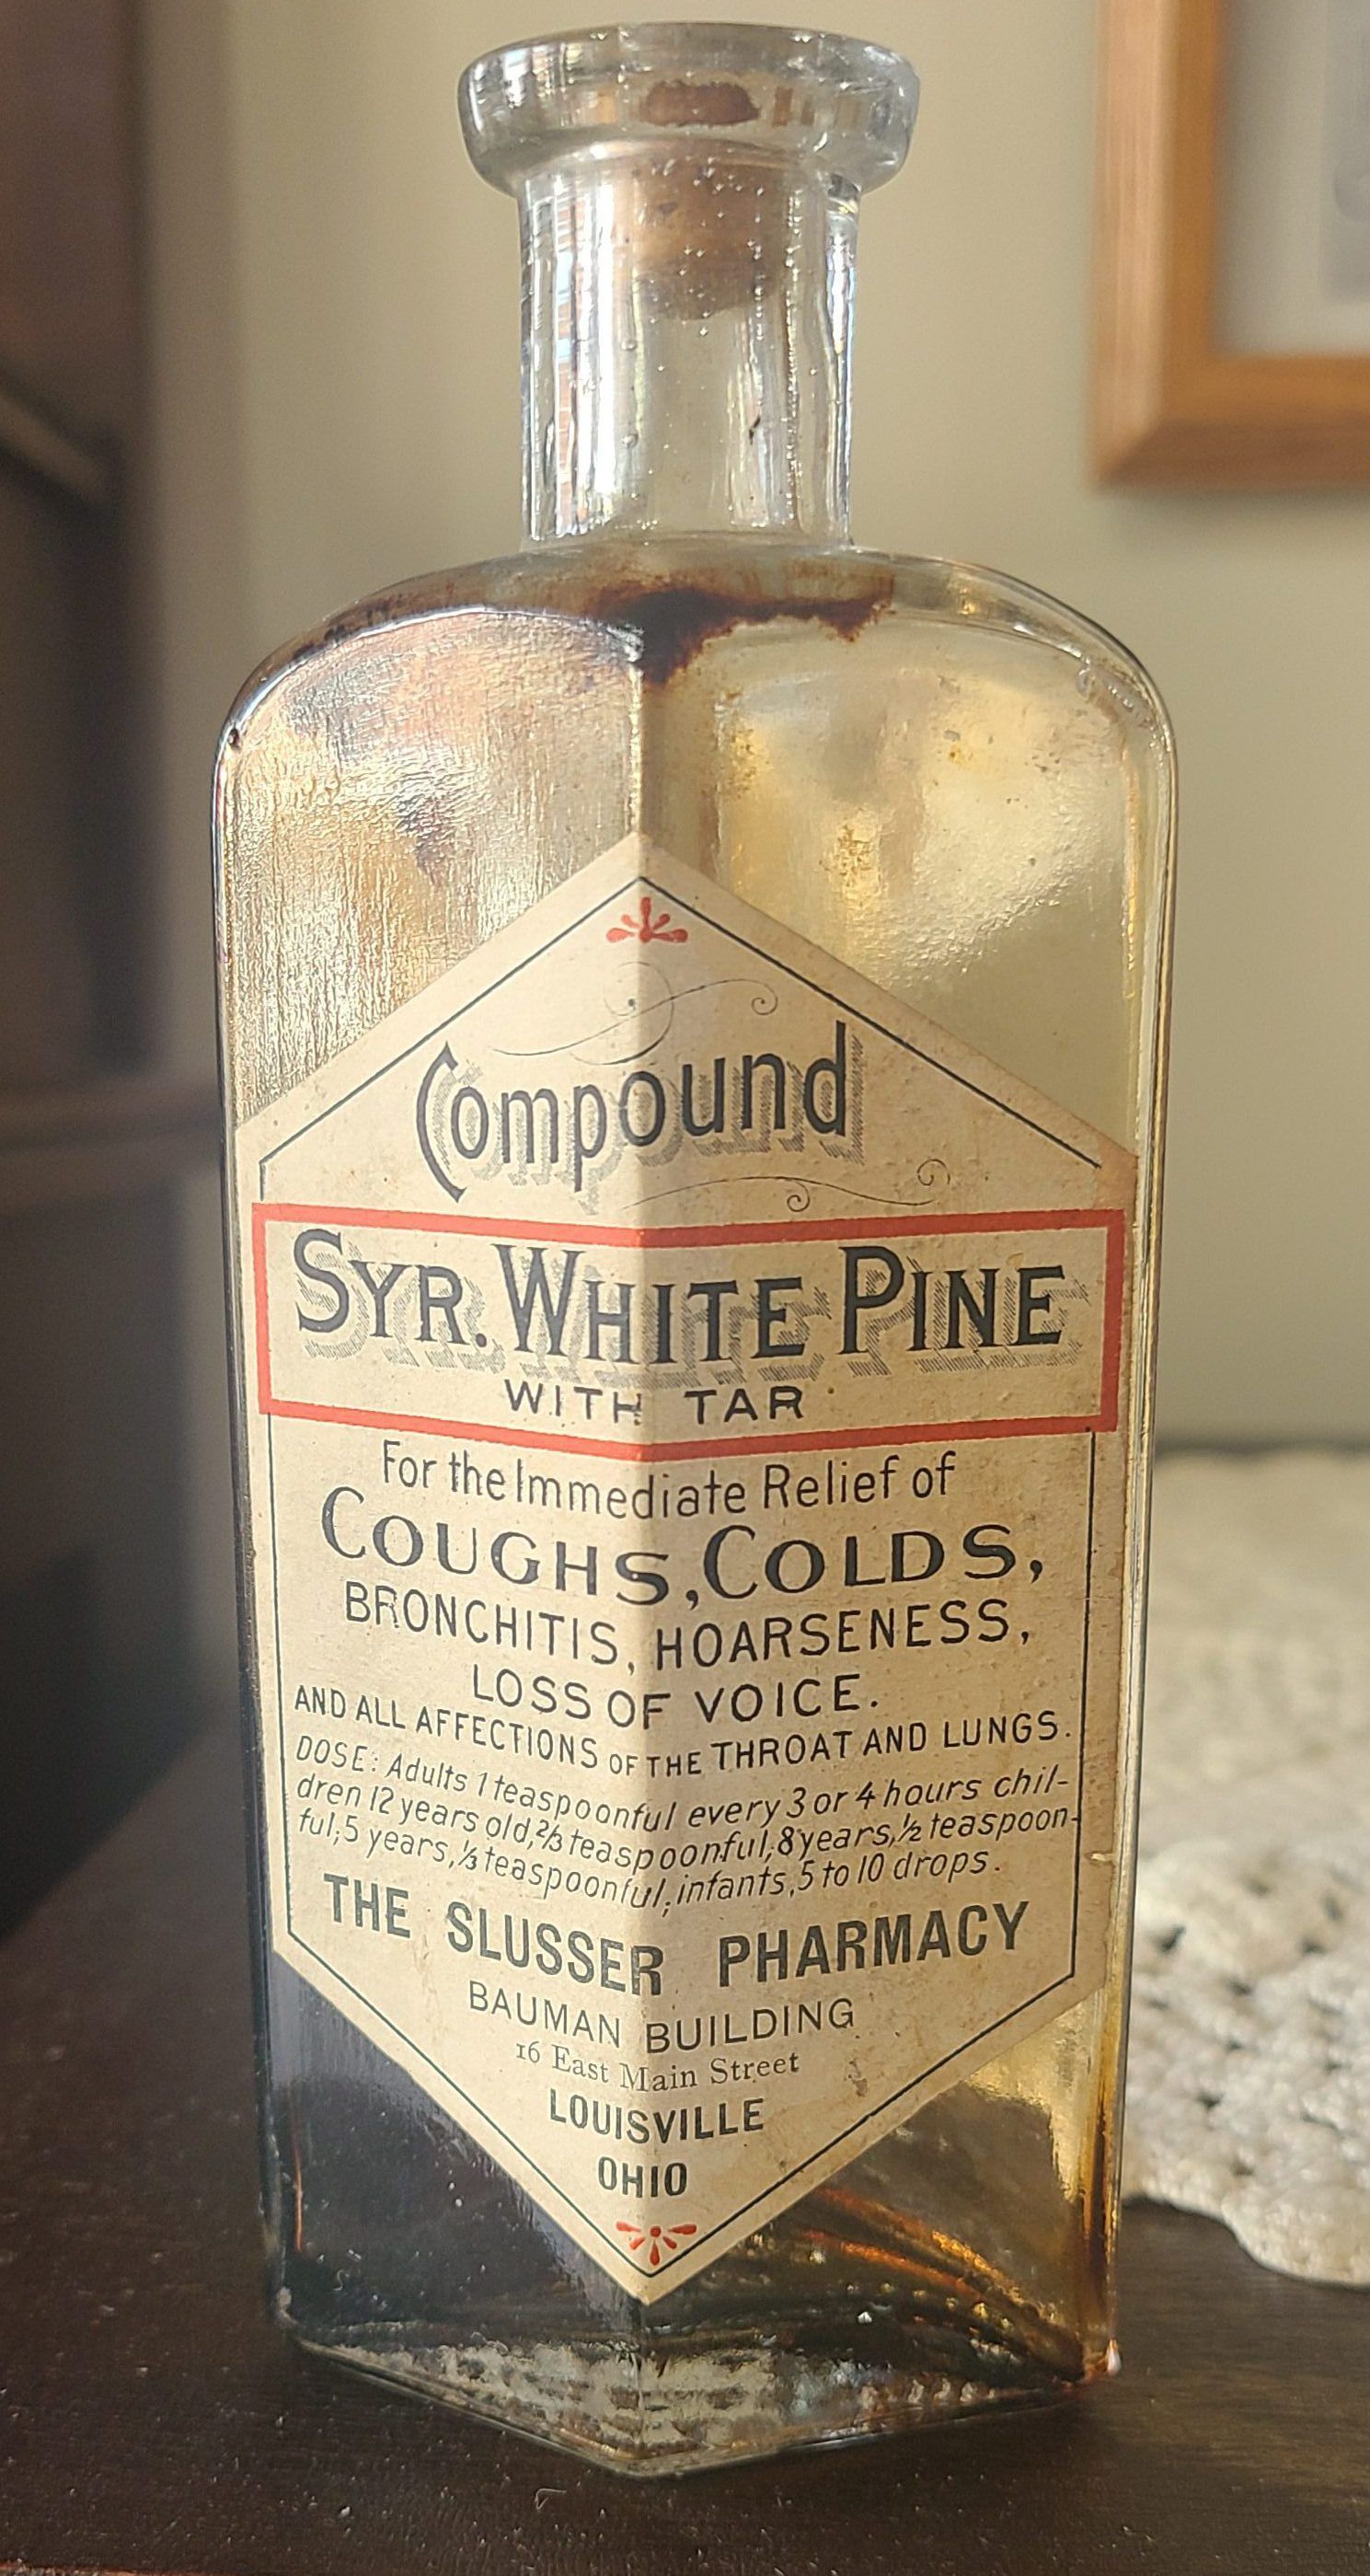 Compound
SYR. WHITE PINE
WITH TAR
For the Immediate Relief of
COUGHS, COLDS,
BRONCHITIS, HOARSENESS,
LOSS OF VOICE.
AND ALL AFFECTIONS OF THE THROAT AND LUNGS.
DOSE: Adults 1 teaspoonful every 3 or 4 hours chil-
dren 12 years old, 2/3 teaspoonful; 8 years, 1/2 teaspoon-
ful; 5 years, 1/3 teaspoonful; infants, 5 to 10 drops.
THE SLUSSER PHARMACY
BAUMAN BUILDING
16 East Main Street
LOUISVILLE
OHIO